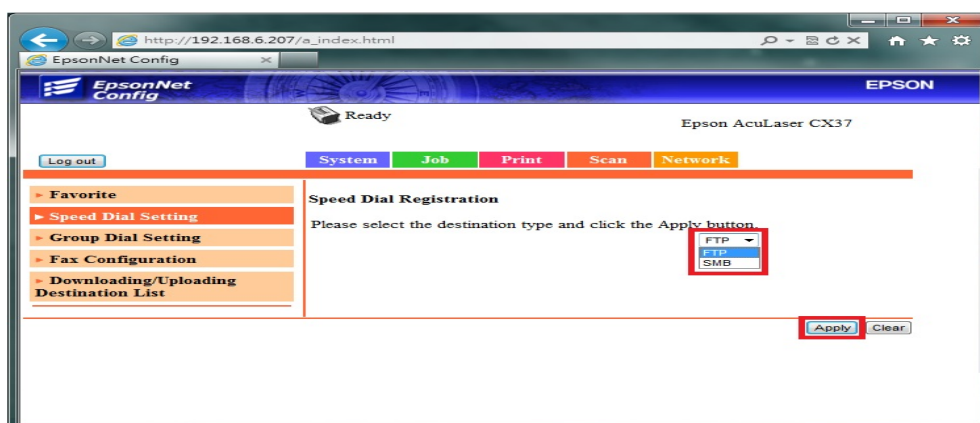 http://192.168.6.207/a_index.html
EpsonNet Config
EpsonNet
Config
EPSON
Ready
Epson AcuLaser CX37
Log out
System Job Print Scan Network
Favorite
Speed Dial Setting
Group Dial Setting
Fax Configuration
Downloading/Uploading
Destination List
Speed Dial Registration
Please select the destination type and click the Apply button.
FTP
FTP
SMB
Apply Clear